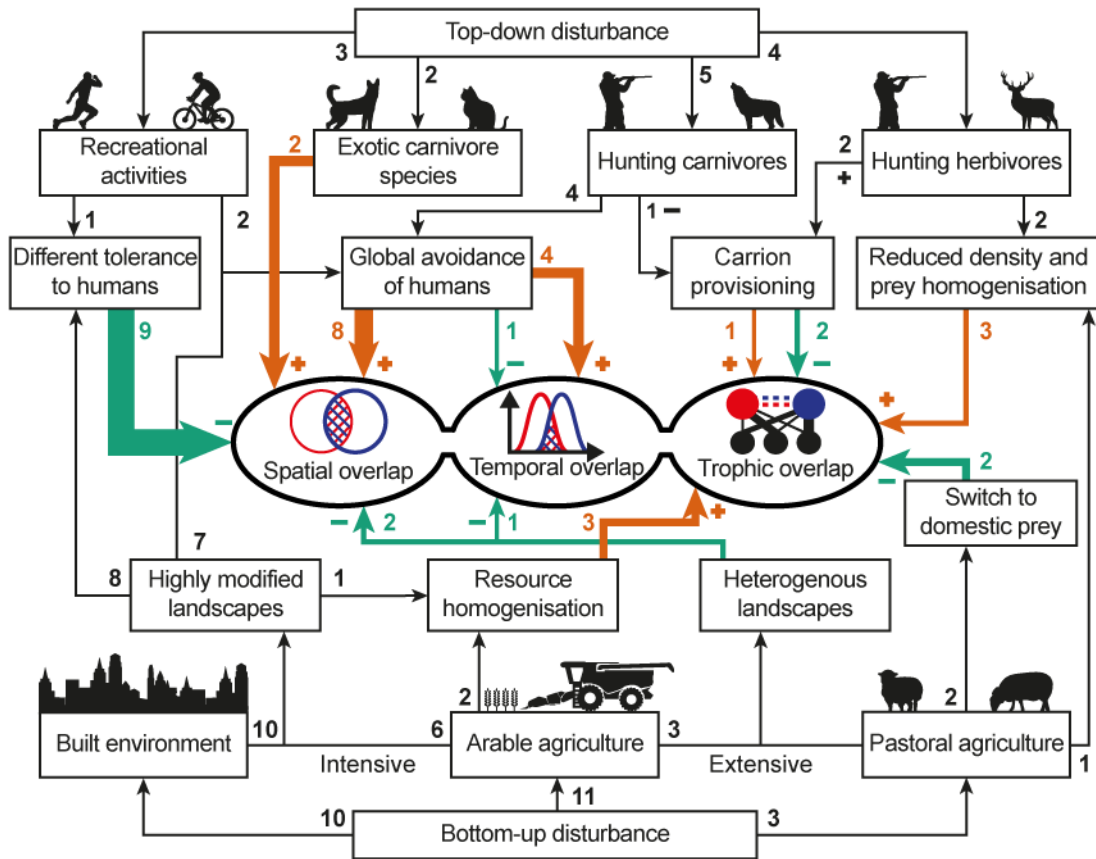 Top-down disturbance
3
2
5
4
Recreational
activities
2
Exotic carnivore
species
Hunting carnivores
2
+
Hunting herbivores
1
2
4
1 –
2
Different tolerance
to humans
Global avoidance
of humans
4
Carrion
provisioning
Reduced density and
prey homogenisation
9
8
1
1
2
3
+
+
–
+
+
–
+
–
Spatial overlap
Temporal overlap
Trophic overlap
2
–
– 2
– 1
3
+
Switch to
domestic prey
7
8
Highly modified
landscapes
1
Resource
homogenisation
Heterogenous
landscapes
2
2
Built environment
10
6
Arable agriculture
3
Pastoral agriculture
1
Intensive
Extensive
10
11
3
Bottom-up disturbance